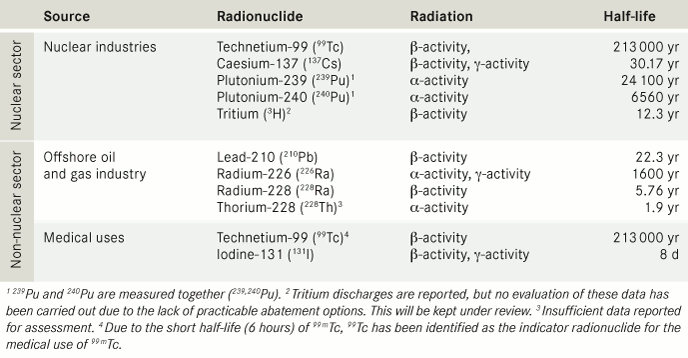 Source Radionuclide Radiation Half-life
Nuclear sector
Nuclear industries Technetium-99 (⁹⁹Tc) β-activity, 213 000 yr
Caesium-137 (¹³⁷Cs) β-activity, γ-activity 30.17 yr
Plutonium-239 (²³⁹Pu)¹ α-activity 24 100 yr
Plutonium-240 (²⁴⁰Pu)¹ α-activity 6560 yr
Tritium (³H)² β-activity 12.3 yr
Non-nuclear sector
Offshore oil Lead-210 (²¹⁰Pb) β-activity 22.3 yr
and gas industry Radium-226 (²²⁶Ra) α-activity, γ-activity 1600 yr
Radium-228 (²²⁸Ra) β-activity 5.76 yr
Thorium-228 (²²⁸Th)³ α-activity 1.9 yr
Medical uses Technetium-99 (⁹⁹Tc)⁴ β-activity 213 000 yr
Iodine-131 (¹³¹I) β-activity, γ-activity 8 d
¹ ²³⁹Pu and ²⁴⁰Pu are measured together (²³⁹,²⁴⁰Pu). ² Tritium discharges are reported, but no evaluation of these data has
been carried out due to the lack of practicable abatement options. This will be kept under review. ³ Insufficient data reported
for assessment. ⁴ Due to the short half-life (6 hours) of ⁹⁹ᵐTc, ⁹⁹Tc has been identified as the indicator radionuclide for the
medical use of ⁹⁹ᵐTc.